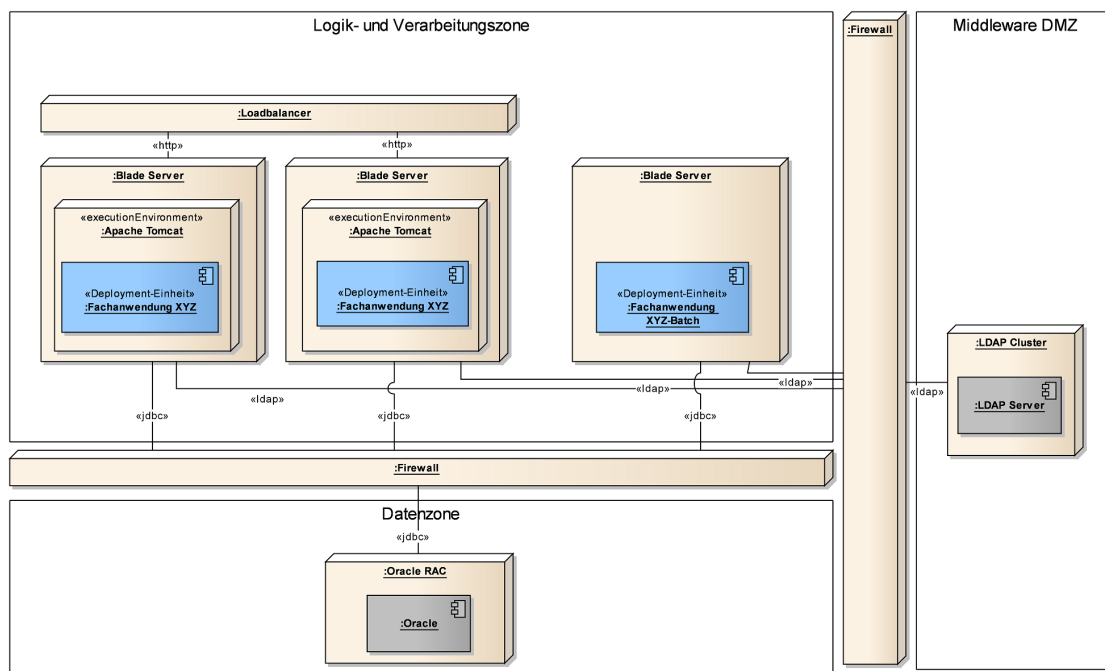 Logik- und Verarbeitungszone
:Firewall
Middleware DMZ
:Loadbalancer
«http»
«http»
:Blade Server
:Blade Server
:Blade Server
«executionEnvironment»
:Apache Tomcat
«executionEnvironment»
:Apache Tomcat
«Deployment-Einheit»
:Fachanwendung XYZ
«Deployment-Einheit»
:Fachanwendung XYZ
«Deployment-Einheit»
:Fachanwendung
XYZ-Batch
:LDAP Cluster
:LDAP Server
«ldap»
«ldap»
«ldap»
«ldap»
«jdbc»
«jdbc»
«jdbc»
:Firewall
Datenzone
«jdbc»
:Oracle RAC
:Oracle